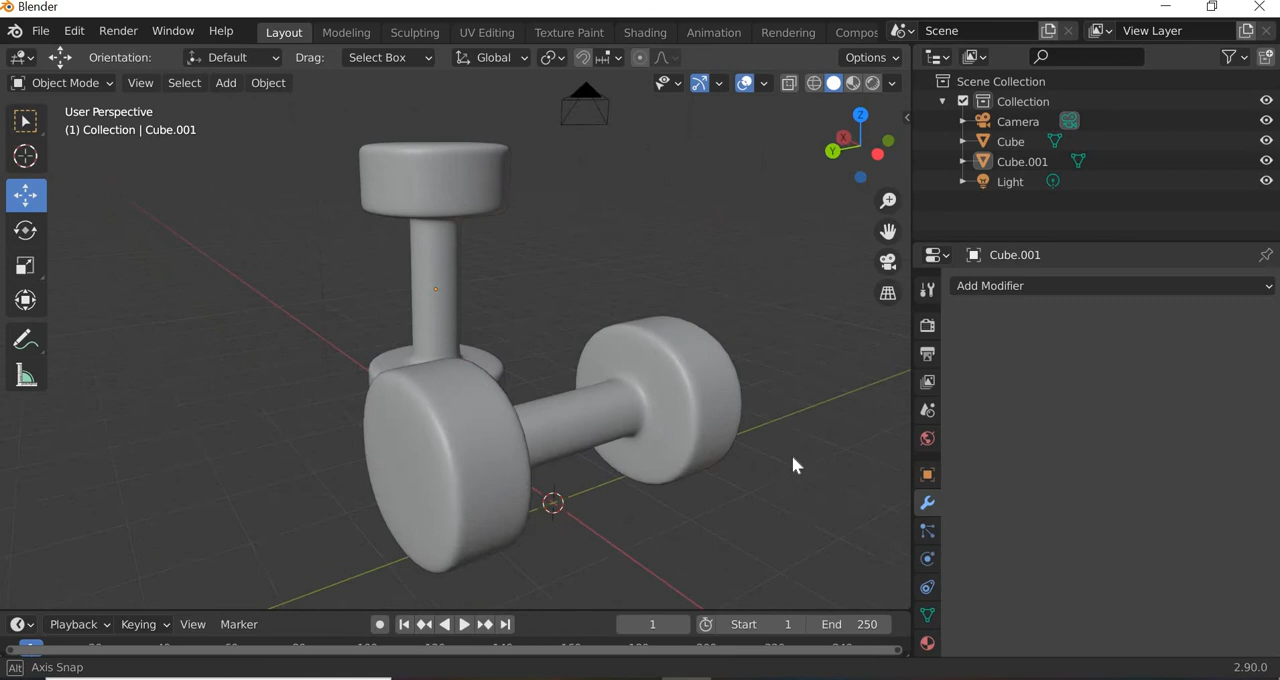 Blender
File Edit Render Window Help Layout Modeling Sculpting UV Editing Texture Paint Shading Animation Rendering Compos Scene View Layer
Orientation: Default Drag: Select Box Global Options
Object Mode View Select Add Object
User Perspective
(1) Collection | Cube.001
Z
X
Y
Scene Collection
Collection
Camera
Cube
Cube.001
Light
Cube.001
Add Modifier
Playback Keying View Marker 1 Start 1 End 250
Alt Axis Snap 2.90.0